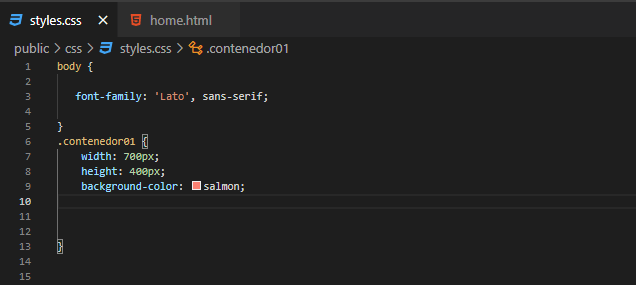 styles.css × home.html
public > css > styles.css > .contenedor01
1 body {
2
3 font-family: 'Lato', sans-serif;
4
5 }
6 .contenedor01 {
7 width: 700px;
8 height: 400px;
9 background-color: salmon;
10
11
12
13 }
14
15